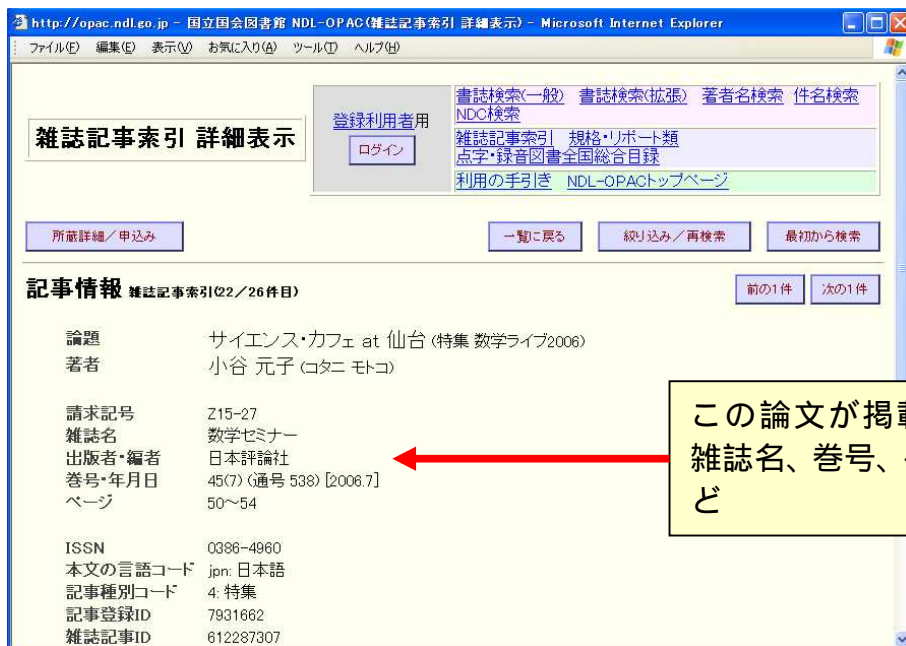 http://opac.ndl.go.jp - 国立国会図書館 NDL-OPAC(雑誌記事索引 詳細表示) - Microsoft Internet Explorer
ファイル(F) 編集(E) 表示(V) お気に入り(A) ツール(T) ヘルプ(H)
雑誌記事索引 詳細表示
登録利用者用
ログイン
書誌検索(一般) 書誌検索(拡張) 著者名検索 件名検索
NDC検索
雑誌記事索引 規格・リポート類
点字・録音図書全国総合目録
利用の手引き NDL-OPACトップページ
所蔵詳細／申込み 一覧に戻る 絞り込み／再検索 最初から検索
記事情報 雑誌記事索引(22／26件目) 前の1件 次の1件
論題 サイエンス・カフェ at 仙台 (特集 数学ライブ2006)
著者 小谷 元子 (コタニ モトコ)
請求記号 Z15-27
雑誌名 数学セミナー
出版者・編者 日本評論社
巻号・年月日 45(7) (通号 538) [2006.7]
ページ 50～54
ISSN 0386-4960
本文の言語コード jpn: 日本語
記事種別コード 4: 特集
記事登録ID 7931662
雑誌記事ID 612287307
この論文が掲
雑誌名、巻号、
ど